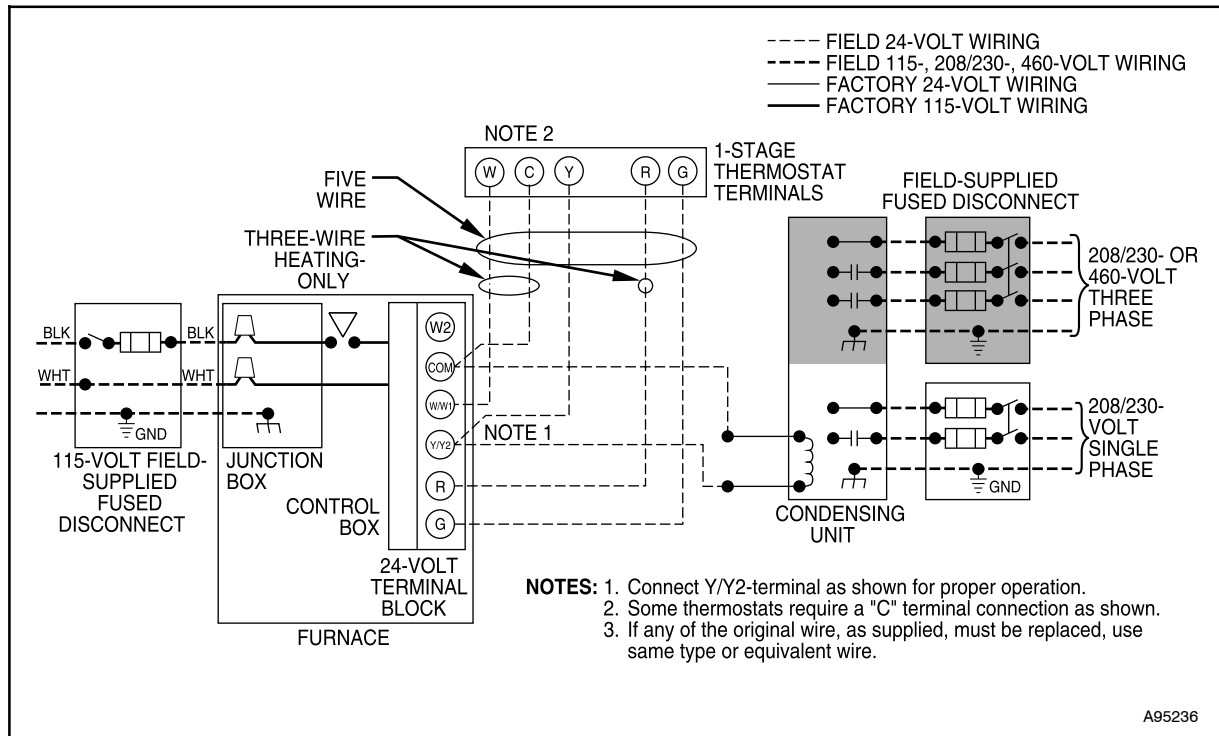 FIELD 24-VOLT WIRING
FIELD 115-, 208/230-, 460-VOLT WIRING
FACTORY 24-VOLT WIRING
FACTORY 115-VOLT WIRING
NOTE 2
W C Y R G
1-STAGE
THERMOSTAT
TERMINALS
FIVE
WIRE
THREE-WIRE
HEATING-
ONLY
FIELD-SUPPLIED
FUSED DISCONNECT
208/230- OR
460-VOLT
THREE
PHASE
BLK
BLK
WHT
WHT
GND
W2
COM
W/W1
Y/Y2
R
G
NOTE 1
115-VOLT FIELD-
SUPPLIED
FUSED
DISCONNECT
JUNCTION
BOX
CONTROL
BOX
24-VOLT
TERMINAL
BLOCK
FURNACE
208/230-
VOLT
SINGLE
PHASE
GND
CONDENSING
UNIT
NOTES: 1. Connect Y/Y2-terminal as shown for proper operation.
2. Some thermostats require a "C" terminal connection as shown.
3. If any of the original wire, as supplied, must be replaced, use
same type or equivalent wire.
A95236